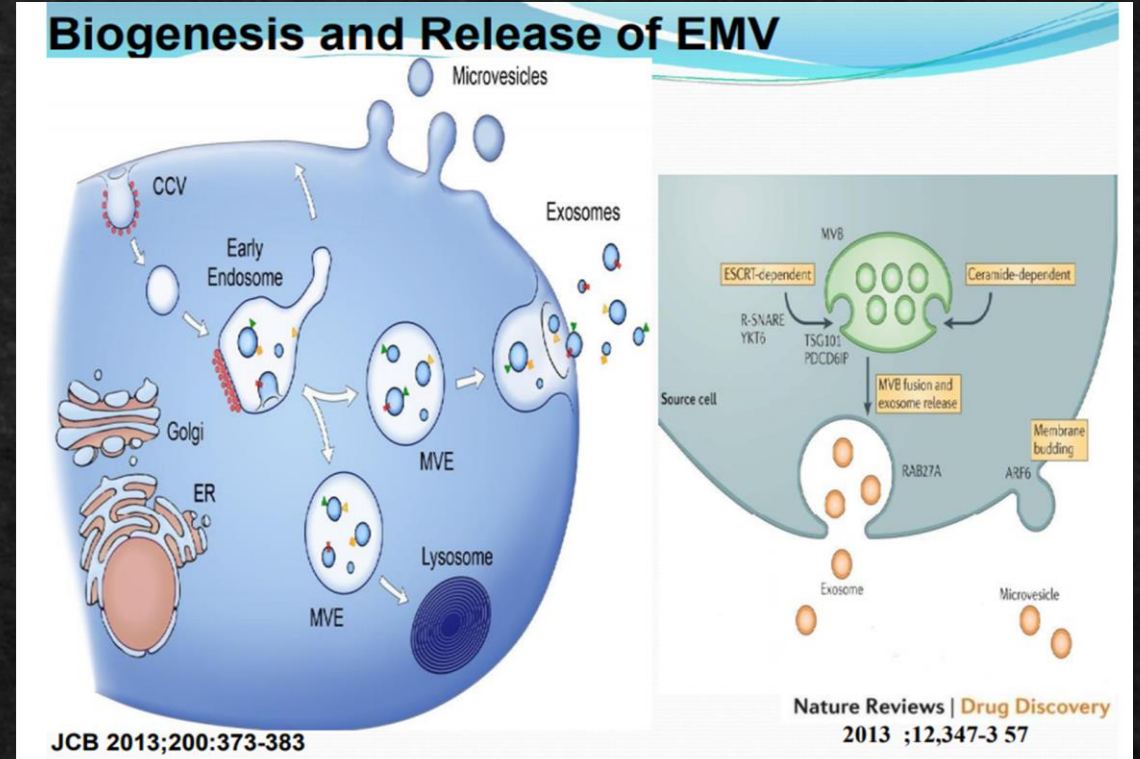 Biogenesis and Release of EMV
Microvesicles
CCV
Exosomes
Early
Endosome
Golgi
MVE
ER
Lysosome
MVE
JCB 2013;200:373-383
MVB
ESCRT-dependent
Ceramide-dependent
R-SNARE
YKT6
TSG101
PDCD6IP
MVB fusion and
exosome release
Source cell
Membrane
budding
RAB27A
ARF6
Exosome
Microvesicle
Nature Reviews | Drug Discovery
2013 ;12,347-3 57